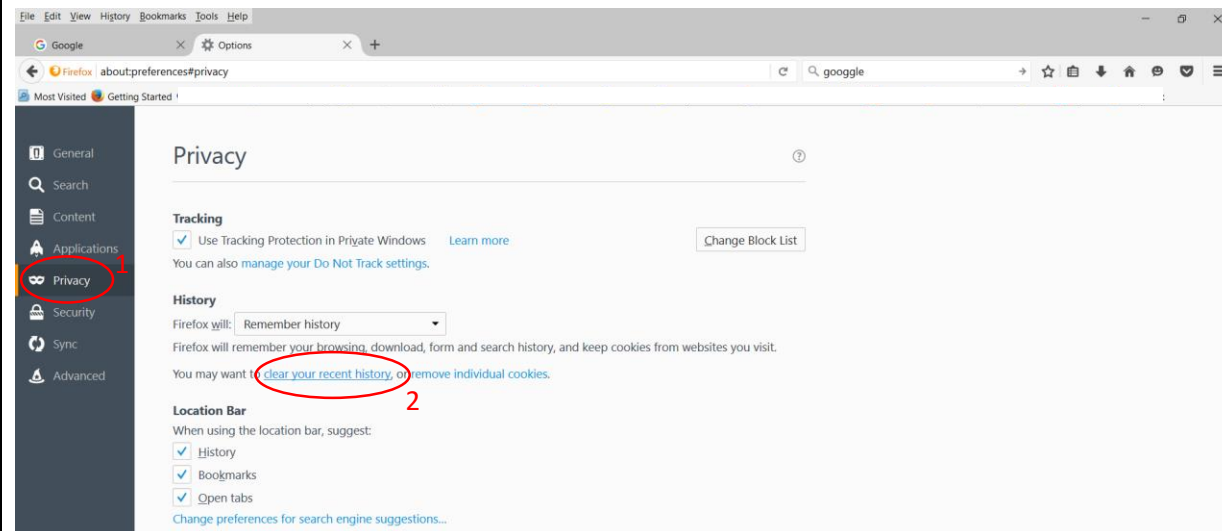 File Edit View History Bookmarks Tools Help
Google Options
Firefox about:preferences#privacy googgle
Most Visited Getting Started
General
Search
Content
Applications
Privacy
Security
Sync
Advanced
1
Privacy
Tracking
Use Tracking Protection in Private Windows Learn more Change Block List
You can also manage your Do Not Track settings.
History
Firefox will: Remember history
Firefox will remember your browsing, download, form and search history, and keep cookies from websites you visit.
You may want to clear your recent history, or remove individual cookies.
2
Location Bar
When using the location bar, suggest:
History
Bookmarks
Open tabs
Change preferences for search engine suggestions...